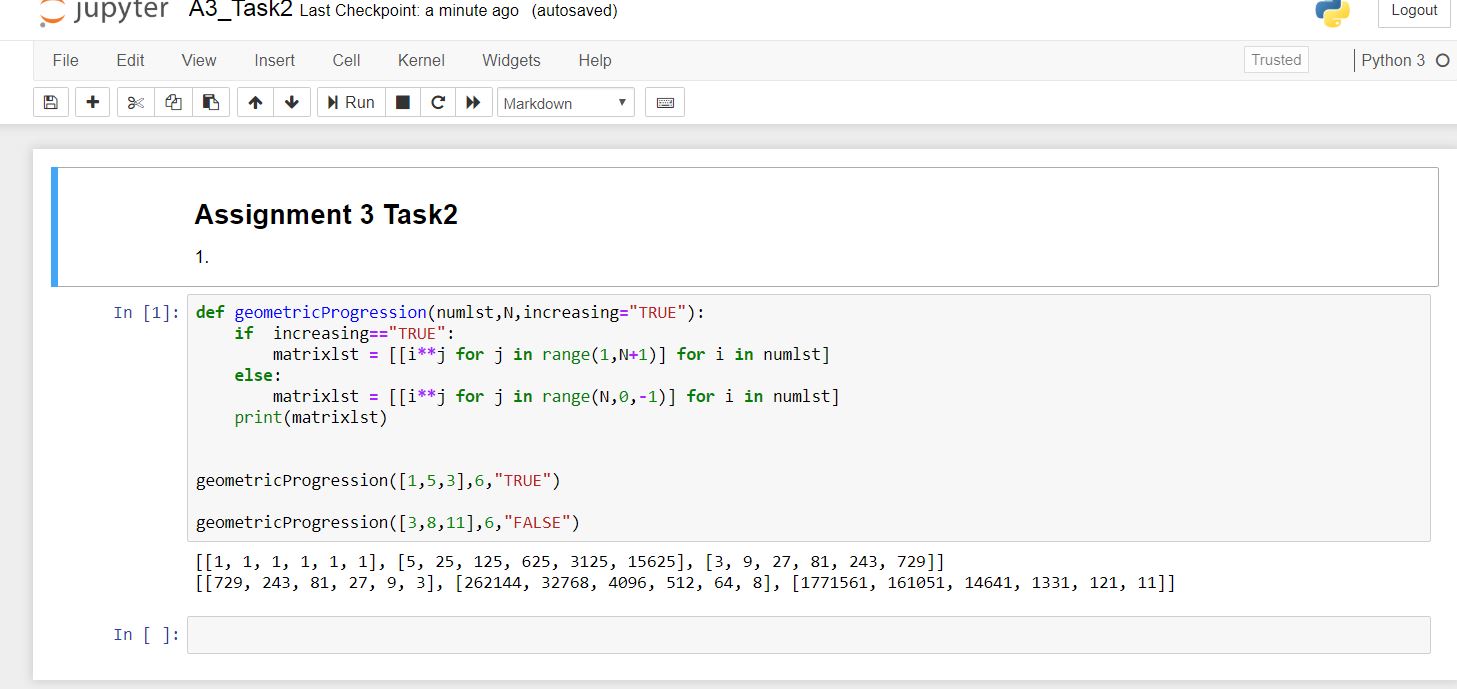 jupyter A3_Task2 Last Checkpoint: a minute ago (autosaved) Logout
File Edit View Insert Cell Kernel Widgets Help Trusted Python 3
Run Markdown
Assignment 3 Task2
1.
In [1]: def geometricProgression(numlst,N,increasing="TRUE"):
    if  increasing=="TRUE":
        matrixlst = [[i**j for j in range(1,N+1)] for i in numlst]
    else:
        matrixlst = [[i**j for j in range(N,0,-1)] for i in numlst]
    print(matrixlst)
geometricProgression([1,5,3],6,"TRUE")
geometricProgression([3,8,11],6,"FALSE")
[[1, 1, 1, 1, 1, 1], [5, 25, 125, 625, 3125, 15625], [3, 9, 27, 81, 243, 729]]
[[729, 243, 81, 27, 9, 3], [262144, 32768, 4096, 512, 64, 8], [1771561, 161051, 14641, 1331, 121, 11]]
In [ ]: